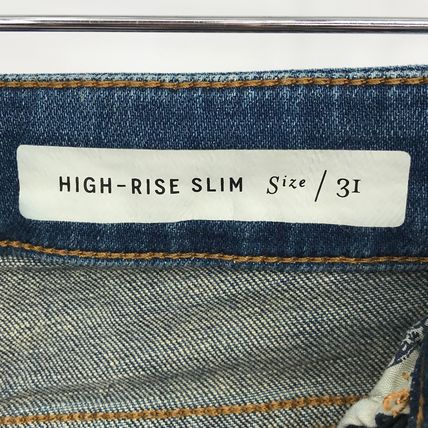 HIGH-RISE SLIM Size / 31